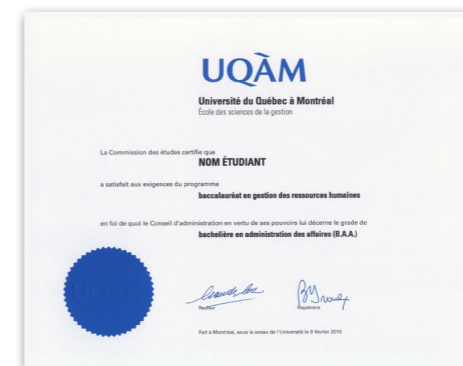 UQÀM
Université du Québec à Montréal
École des sciences de la gestion
La Commission des études certifie que
NOM ÉTUDIANT
a satisfait aux exigences du programme
baccalauréat en gestion des ressources humaines
en foi de quoi le Conseil d'administration en vertu de ses pouvoirs lui décerne le grade de
bachelière en administration des affaires (B.A.A.)
UQAM
Recteur
Registraire
Fait à Montréal, sous le sceau de l'Université le 9 février 2010